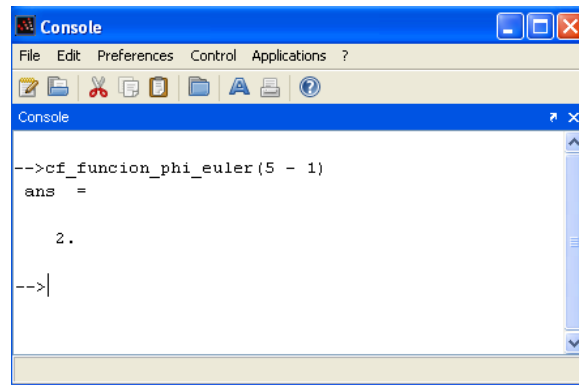 Console
File Edit Preferences Control Applications ?
Console
-->cf_funcion_phi_euler(5 - 1)
ans =
2.
-->